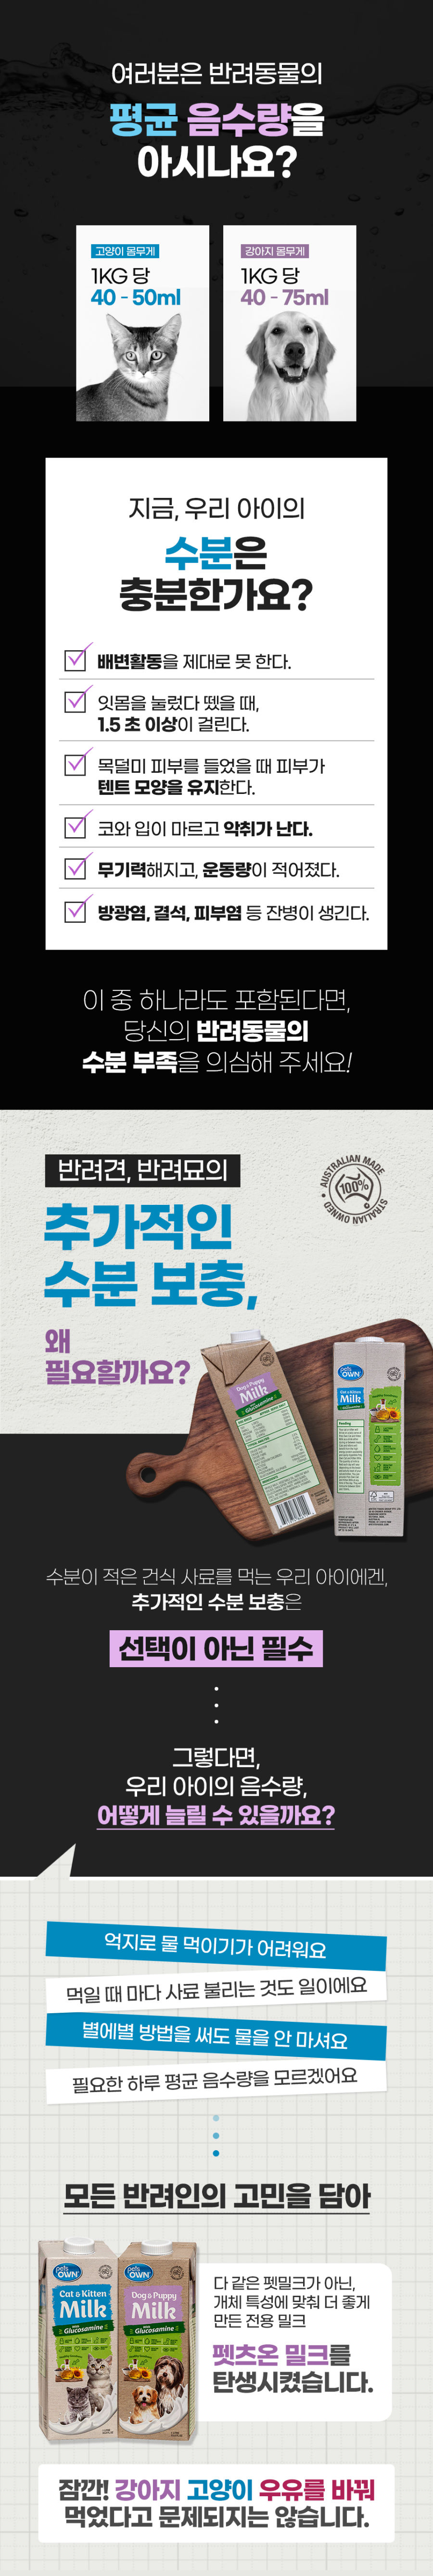 여러분은 반려동물의
평균 음수량을
아시나요?
고양이 몸무게
1KG 당
40 - 50ml
강아지 몸무게
1KG 당
40 - 75ml
지금, 우리 아이의
수분은
충분한가요?
배변활동을 제대로 못 한다.
잇몸을 눌렀다 뗐을 때,
1.5 초 이상이 걸린다.
목덜미 피부를 들었을 때 피부가
텐트 모양을 유지한다.
코와 입이 마르고 악취가 난다.
무기력해지고, 운동량이 적어졌다.
방광염, 결석, 피부염 등 잔병이 생긴다.
이 중 하나라도 포함된다면,
당신의 반려동물의
수분 부족을 의심해 주세요!
반려견, 반려묘의
AUSTRALIAN MADE
100%
AUSTRALIAN OWNED
추가적인
수분 보충,
왜
필요할까요?
Dog & Puppy
Milk
Glucosamine
pets OWN
Cat & Kitten
Milk
Feeding
수분이 적은 건식 사료를 먹는 우리 아이에겐,
추가적인 수분 보충은
선택이 아닌 필수
그렇다면,
우리 아이의 음수량,
어떻게 늘릴 수 있을까요?
억지로 물 먹이기가 어려워요
먹일 때 마다 사료 불리는 것도 일이에요
별에별 방법을 써도 물을 안 마셔요
필요한 하루 평균 음수량을 모르겠어요
모든 반려인의 고민을 담아
pets OWN
Cat & Kitten
Milk
Glucosamine
pets OWN
Dog & Puppy
Milk
Glucosamine
다 같은 펫밀크가 아닌,
개체 특성에 맞춰 더 좋게
만든 전용 밀크
펫츠온 밀크를
탄생시켰습니다.
잠깐! 강아지 고양이 우유를 바꿔
먹었다고 문제되지는 않습니다.